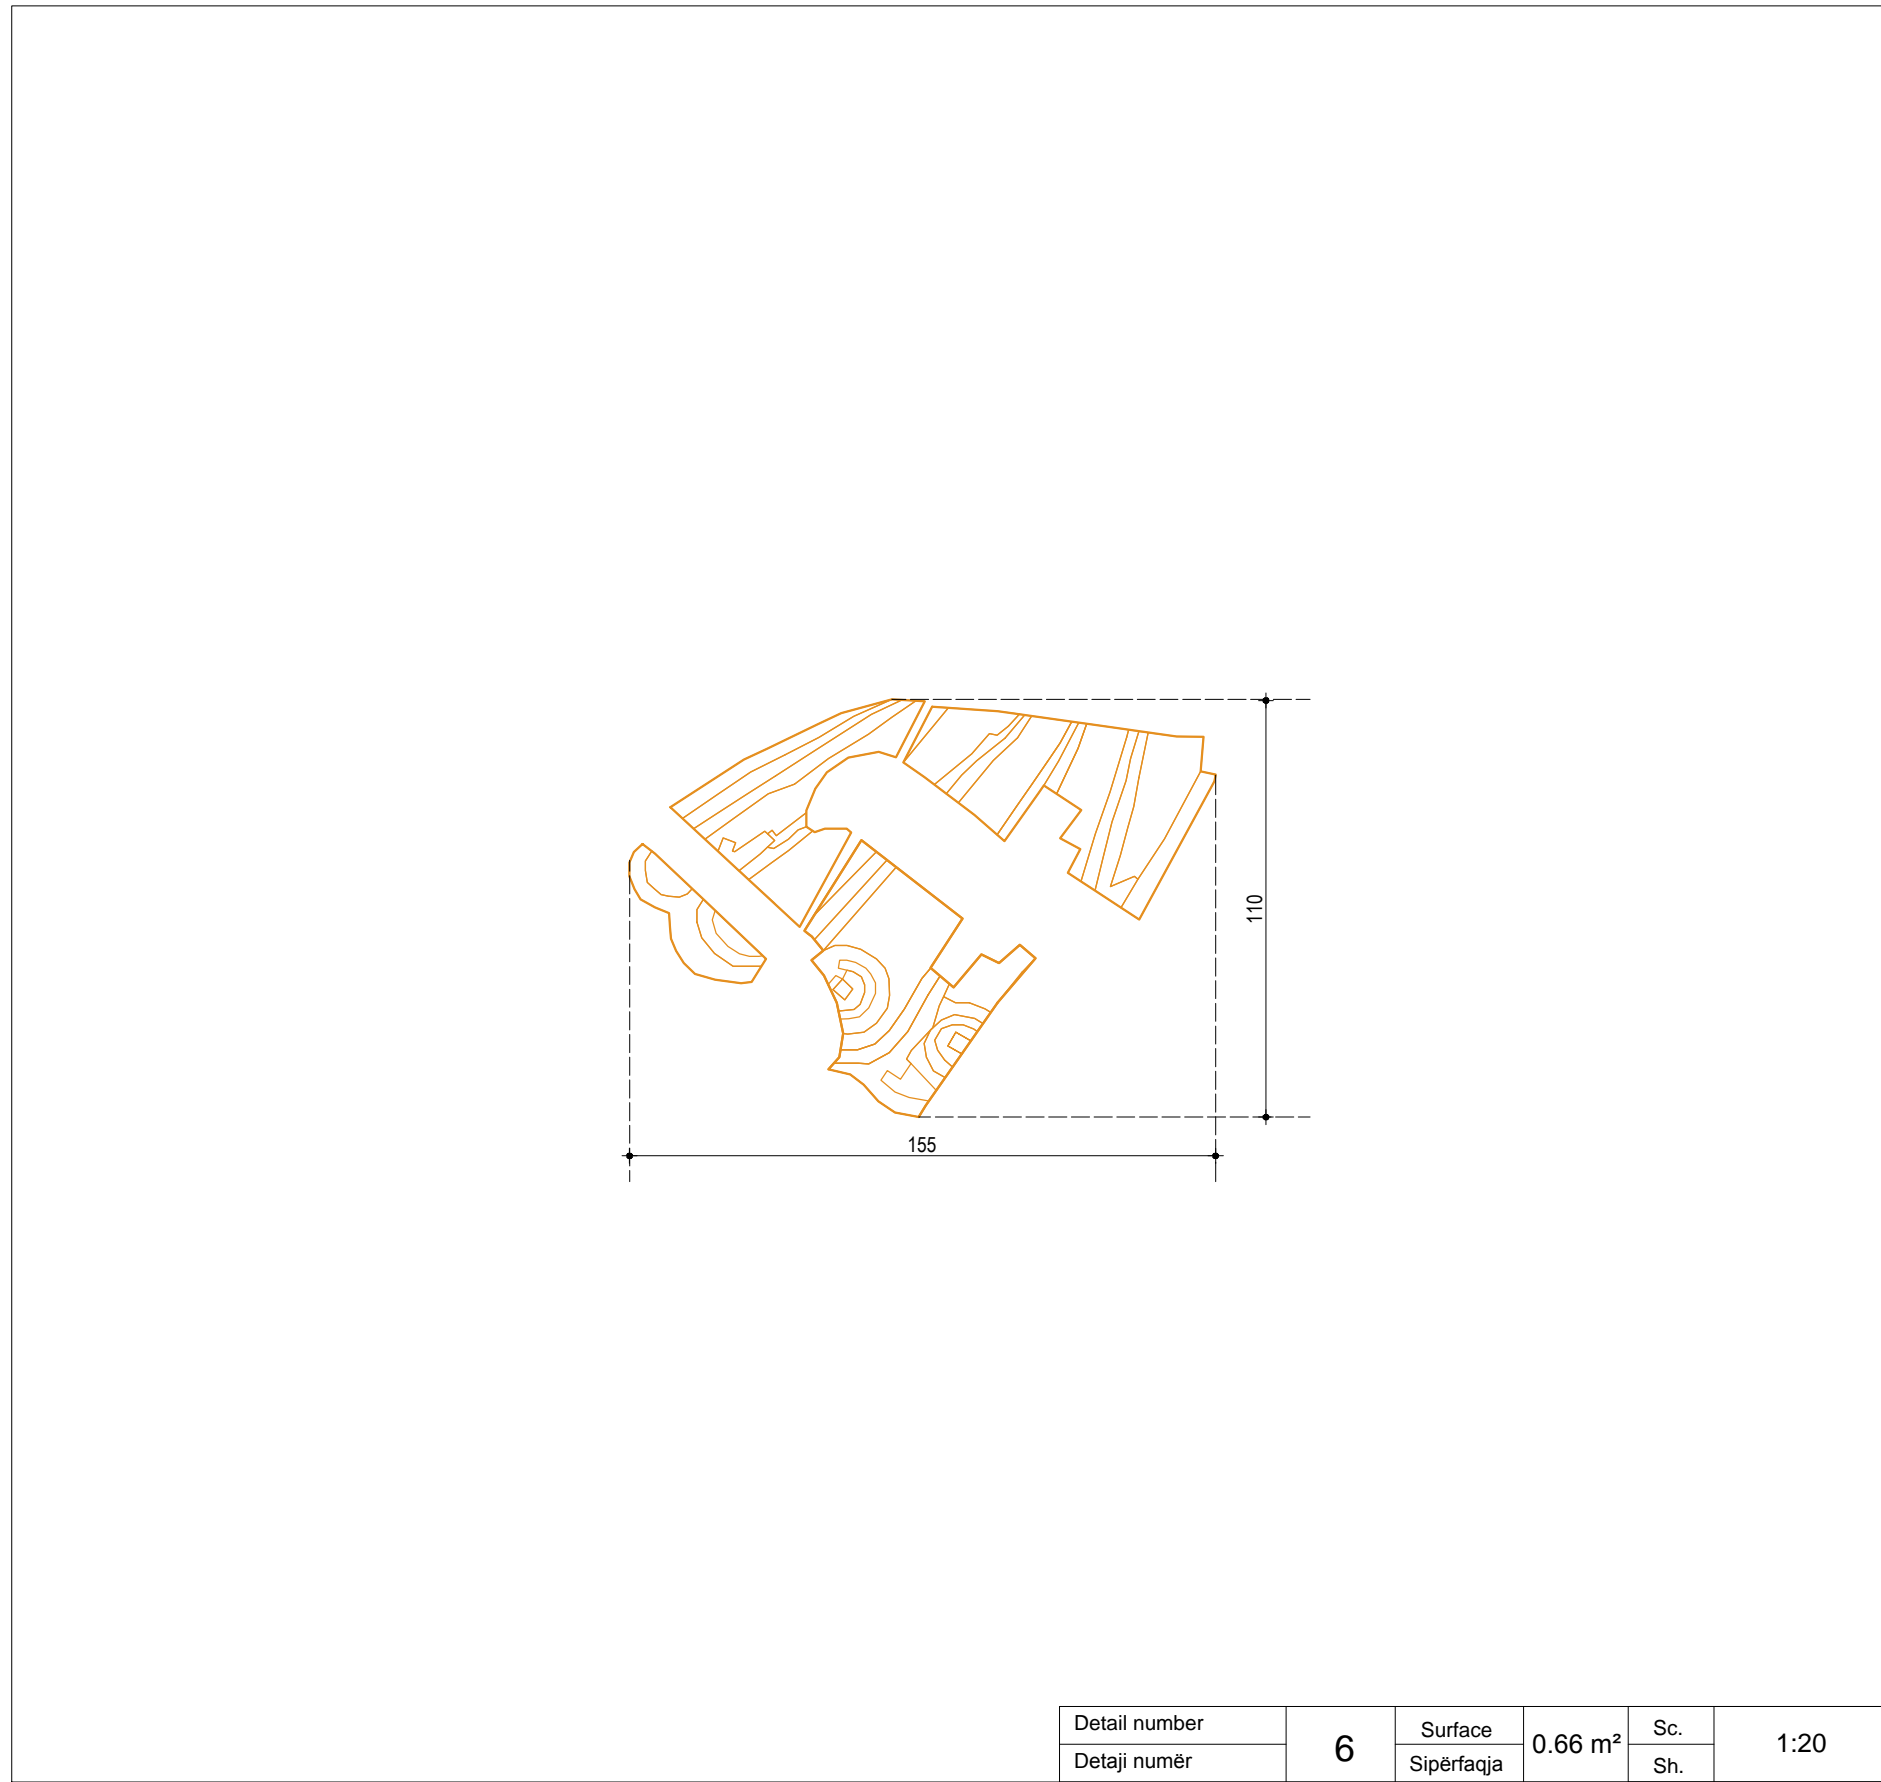 110
155
Detail number
Detaji numër
6
Surface
Sipërfaqja
0.66 m²
Sc.
Sh.
1:20